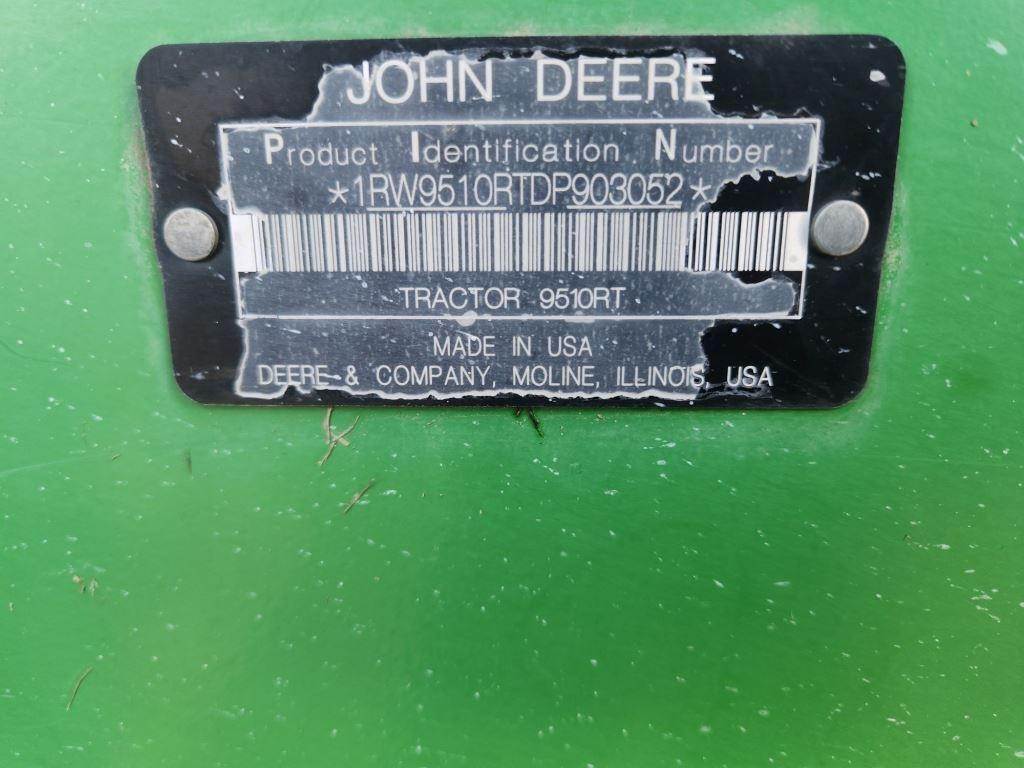 JOHN DEERE
Product Identification Number
*1RW9510RTDP903052*
TRACTOR 9510RT
MADE IN USA
DEERE & COMPANY, MOLINE, ILLINOIS, USA